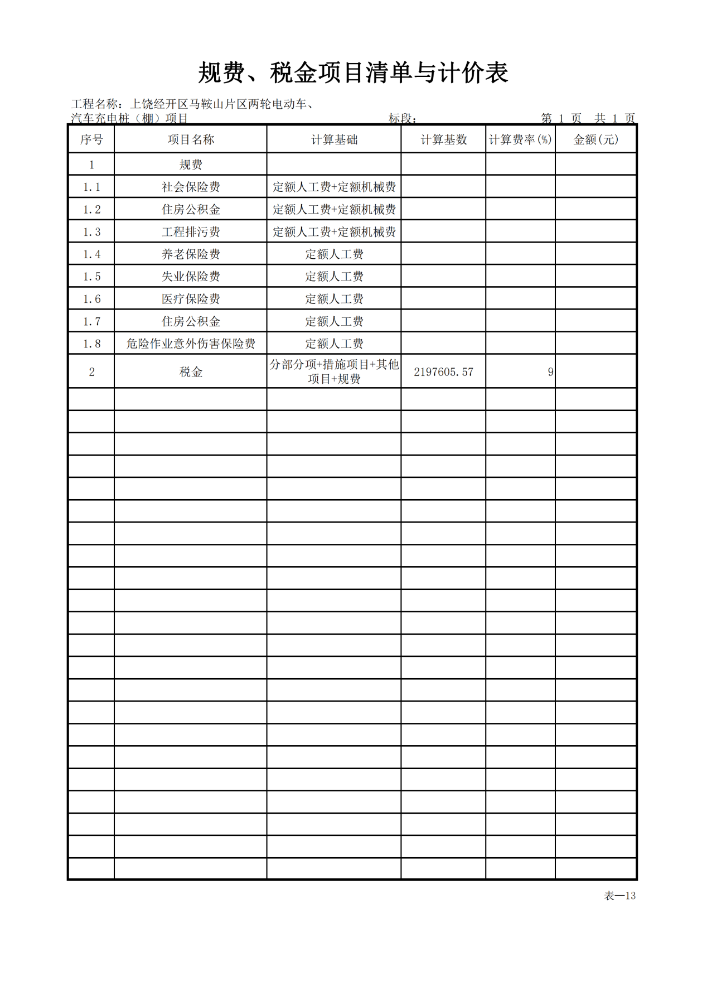 规费、税金项目清单与计价表
工程名称：上饶经开区马鞍山片区两轮电动车、
汽车充电桩（棚）项目 标段： 第 1 页 共 1 页
序号 项目名称 计算基础 计算基数 计算费率(%) 金额(元)
1 规费
1.1 社会保险费 定额人工费+定额机械费
1.2 住房公积金 定额人工费+定额机械费
1.3 工程排污费 定额人工费+定额机械费
1.4 养老保险费 定额人工费
1.5 失业保险费 定额人工费
1.6 医疗保险费 定额人工费
1.7 住房公积金 定额人工费
1.8 危险作业意外伤害保险费 定额人工费
2 税金 分部分项+措施项目+其他
项目+规费 2197605.57 9
表—13